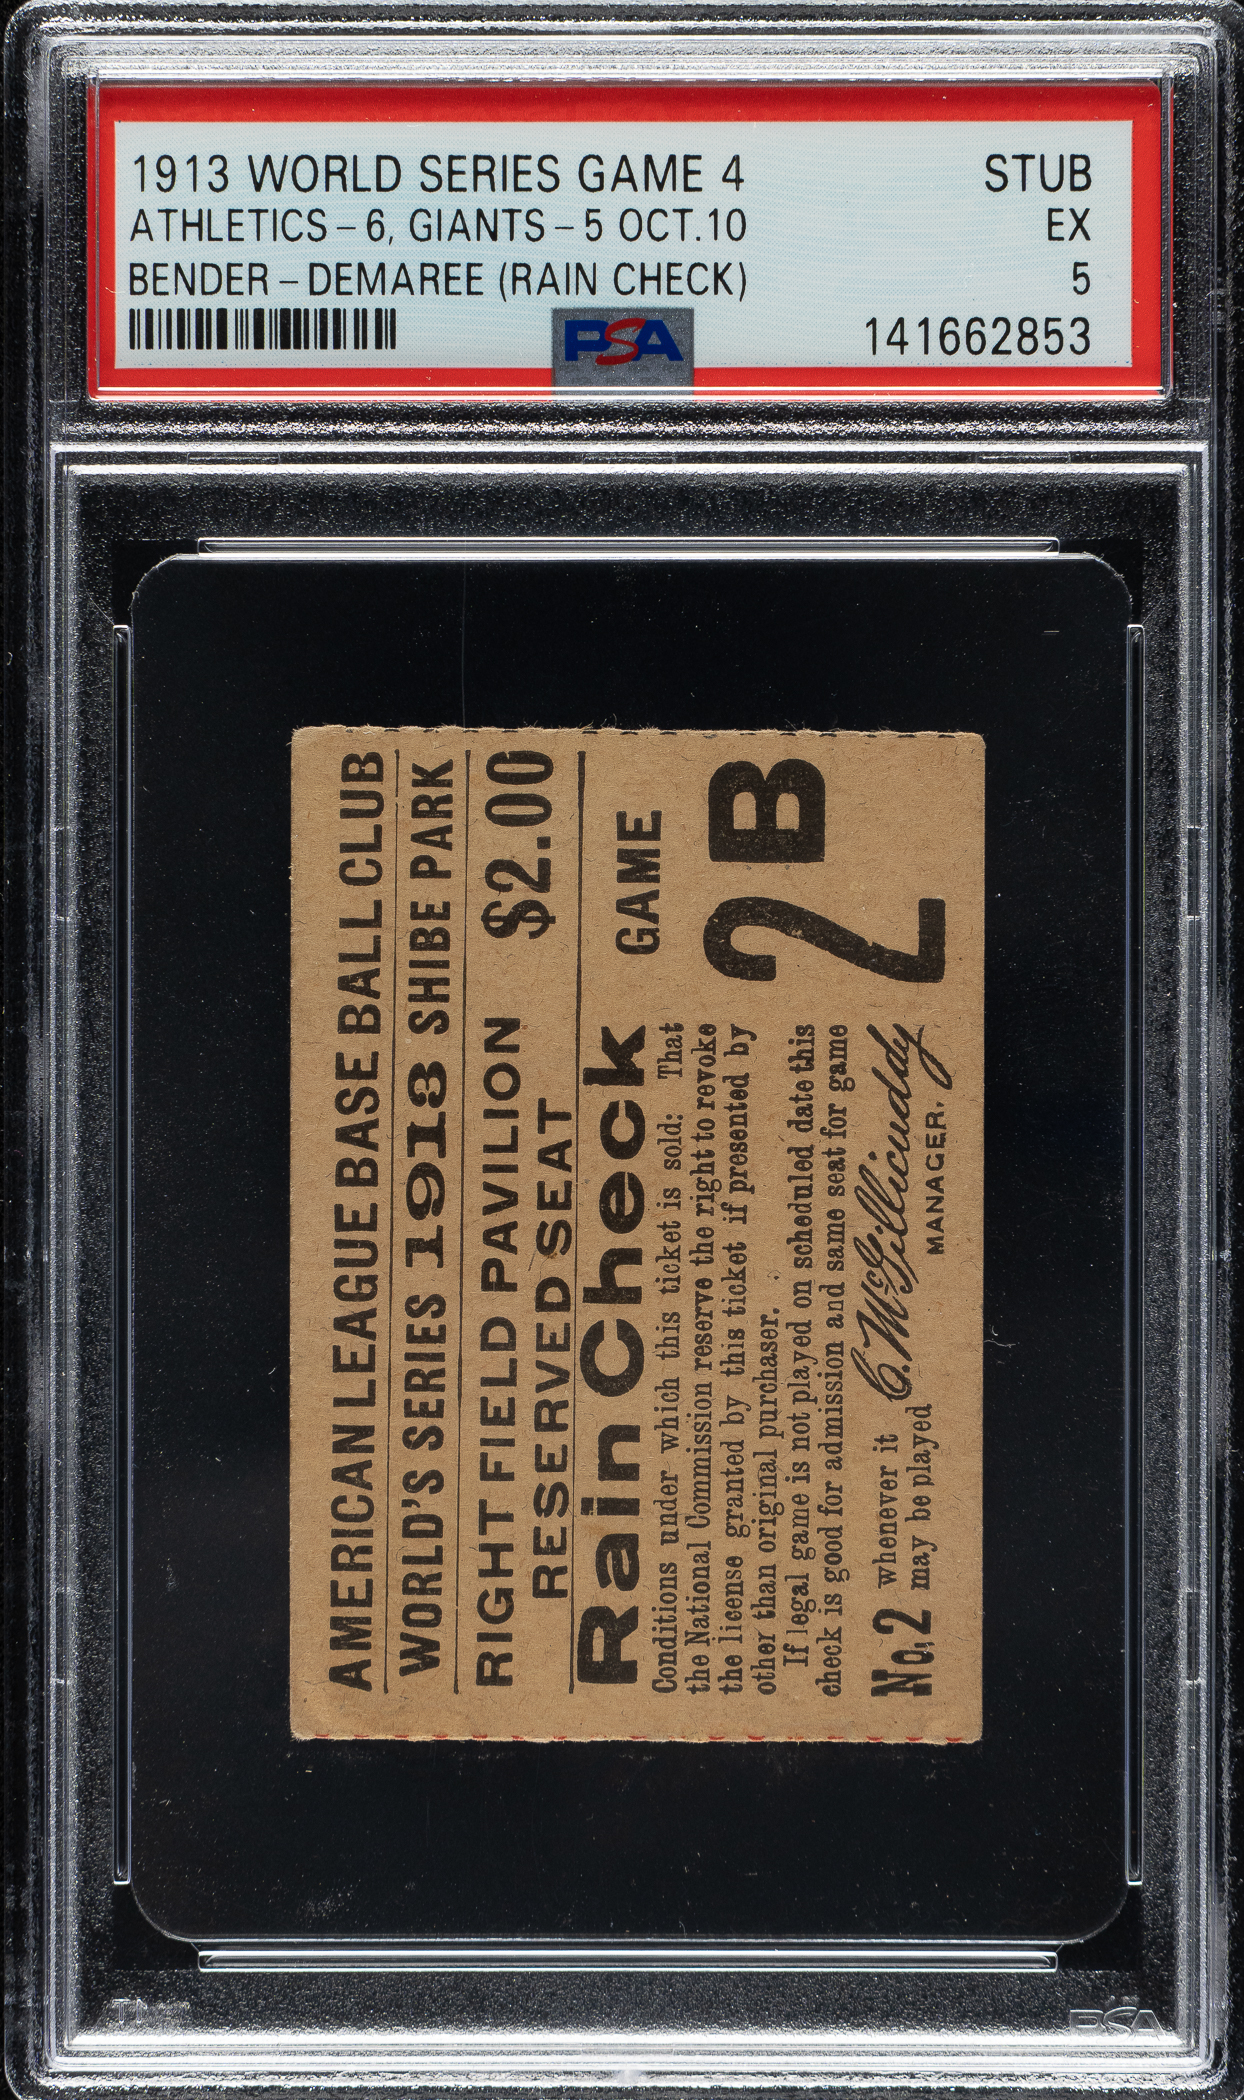 1913 WORLD SERIES GAME 4 STUB
ATHLETICS - 6, GIANTS - 5 OCT.10 EX
BENDER - DEMAREE (RAIN CHECK) 5
PSA 141662853
AMERICAN LEAGUE BASE BALL CLUB
WORLD'S SERIES 1913 SHIBE PARK
RIGHT FIELD PAVILION $2.00
RESERVED SEAT
Rain Check GAME
2B
Conditions under which this ticket is sold: That
the National Commission reserve the right to revoke
the license granted by this ticket if presented by
other than original purchaser.
If legal game is not played on scheduled date this
check is good for admission and same seat for game
No. 2 whenever it
may be played
C. McGillicuddy
MANAGER.
PSA